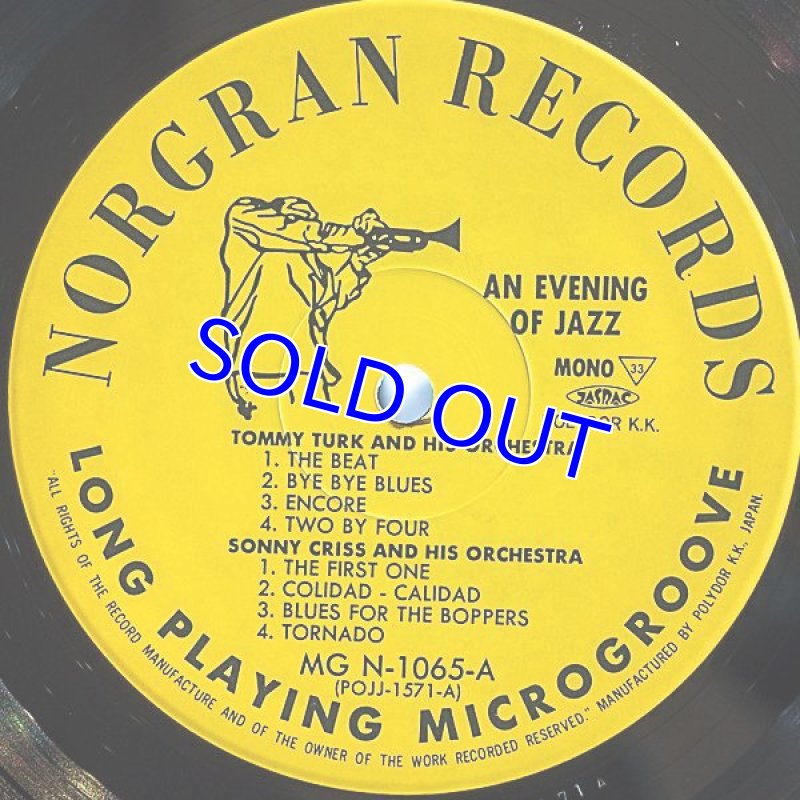 NORGRAN RECORDS
AN EVENING
OF JAZZ
MONO 33
JASRAC
POLYDOR K.K.
SOLD OUT
TOMMY TURK AND HIS ORCHESTRA
1. THE BEAT
2. BYE BYE BLUES
3. ENCORE
4. TWO BY FOUR
SONNY CRISS AND HIS ORCHESTRA
1. THE FIRST ONE
2. COLIDAD - CALIDAD
3. BLUES FOR THE BOPPERS
4. TORNADO
MG N-1065-A
(POJJ-1571-A)
LONG PLAYING MICROGROOVE
"ALL RIGHTS OF THE RECORD MANUFACTURE AND OF THE OWNER OF THE WORK RECORDED RESERVED." MANUFACTURED BY POLYDOR K.K., JAPAN.